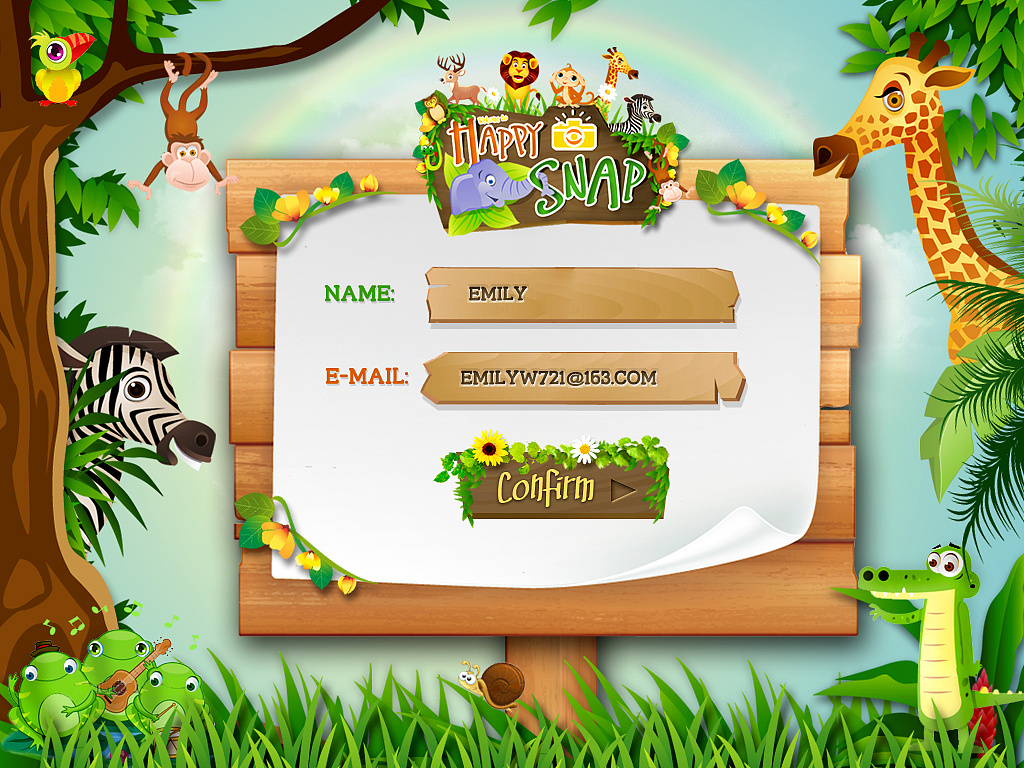 Welcome to
HAPPY
SNAP
NAME: EMILY
E-MAIL: EMILYW721@163.COM
Confirm